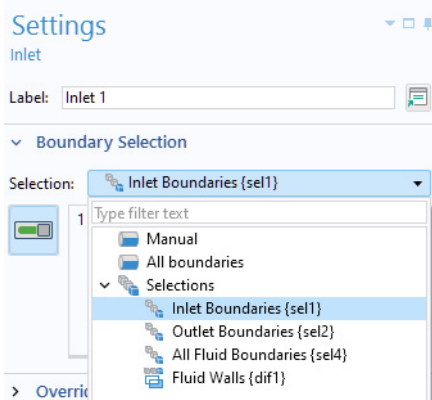 Settings
Inlet
Label: Inlet 1
Boundary Selection
Selection: Inlet Boundaries {sel1}
1
Type filter text
Manual
All boundaries
Selections
Inlet Boundaries {sel1}
Outlet Boundaries {sel2}
All Fluid Boundaries {sel4}
Fluid Walls {dif1}